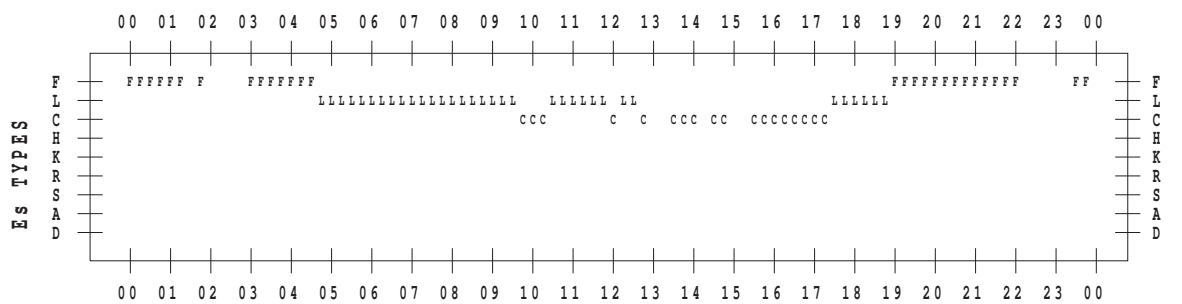 00 01 02 03 04 05 06 07 08 09 10 11 12 13 14 15 16 17 18 19 20 21 22 23 00
F FFFFFF F FFFFFFF FFFFFFFFFFFFF FF F
L LLLLLLLLLLLLLLLLLLLL LLLLLL LL LLLLLL L
C CCC C C CCC CC CCCCCCCC C
H H
K K
R R
S S
A A
D D
Es TYPES
00 01 02 03 04 05 06 07 08 09 10 11 12 13 14 15 16 17 18 19 20 21 22 23 00